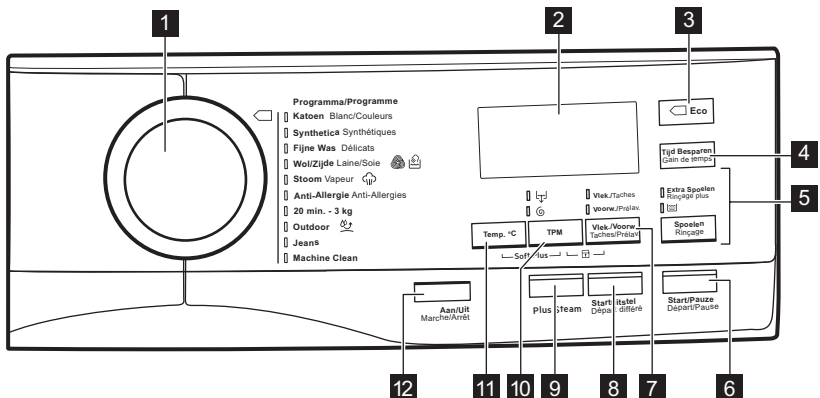 1
2
3
Programma/Programme
Katoen Blanc/Couleurs
Synthetica Synthétiques
Fijne Was Délicats
Wol/Zijde Laine/Soie
Stoom Vapeur
Anti-Allergie Anti-Allergies
20 min. - 3 kg
Outdoor
Jeans
Machine Clean
Eco
Tijd Besparen
Gain de temps
4
Extra Spoelen
Rinçage plus
5
Vlek./Taches
Voorw./Prélav.
Temp. °C
TPM
Vlek./Voorw.
Taches/Prélav.
Spoelen
Rinçage
Soft Plus
Aan/Uit
Marche/Arrêt
Plus Steam
Startuitstel
Départ différé
Start/Pauze
Départ/Pause
12
11
10
9
8
7
6